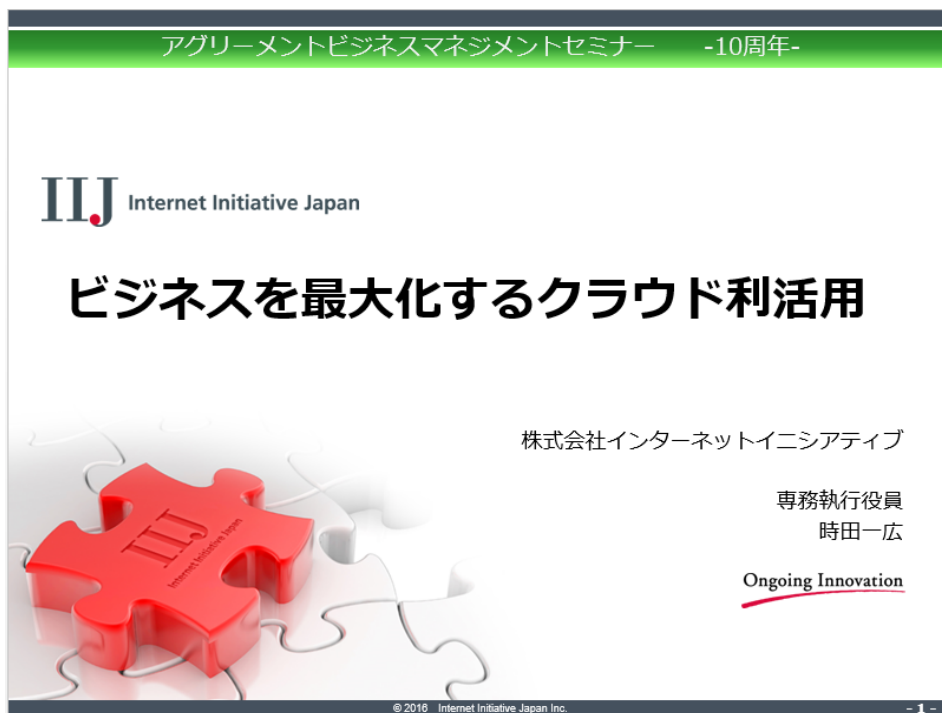 アグリーメントビジネスマネジメントセミナー　　-10周年-
IIJ Internet Initiative Japan
ビジネスを最大化するクラウド利活用
株式会社インターネットイニシアティブ
専務執行役員
時田一広
Ongoing Innovation
IIJ
Internet Initiative Japan
© 2016 Internet Initiative Japan Inc.
- 1 -